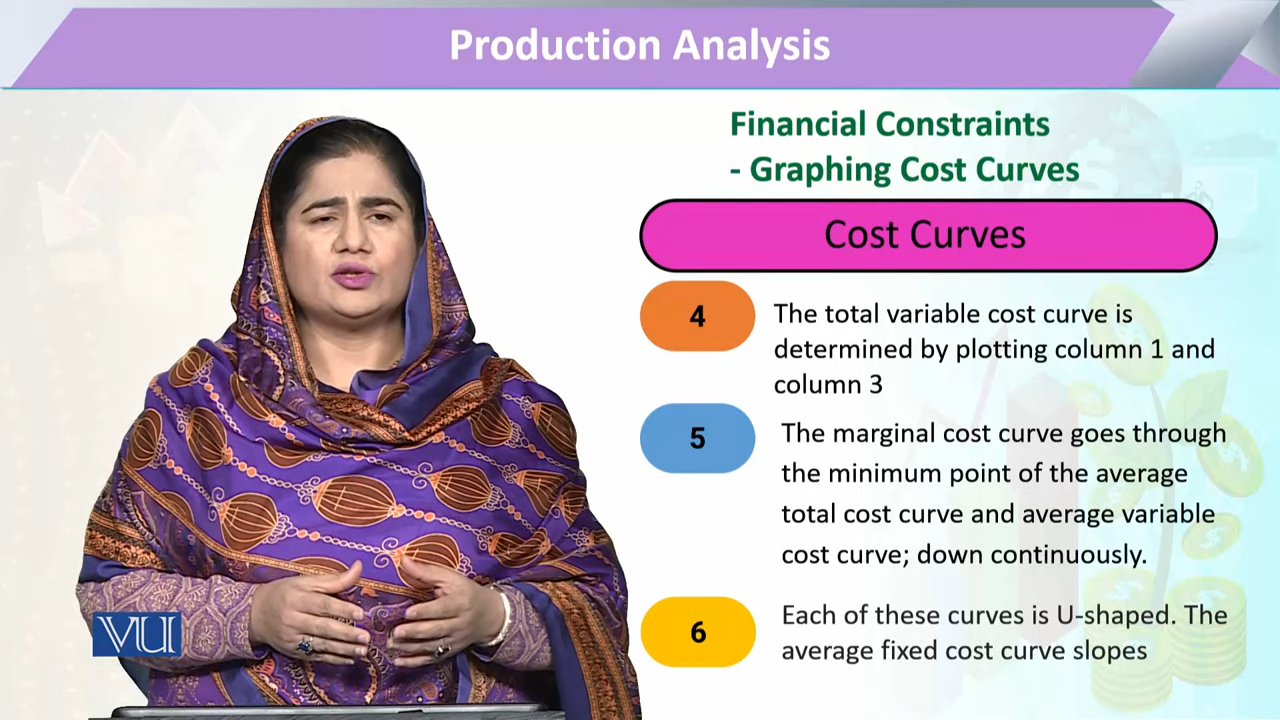 Production Analysis
Financial Constraints
- Graphing Cost Curves
Cost Curves
4
The total variable cost curve is
determined by plotting column 1 and
column 3
5
The marginal cost curve goes through
the minimum point of the average
total cost curve and average variable
cost curve; down continuously.
6
Each of these curves is U-shaped. The
average fixed cost curve slopes
VU